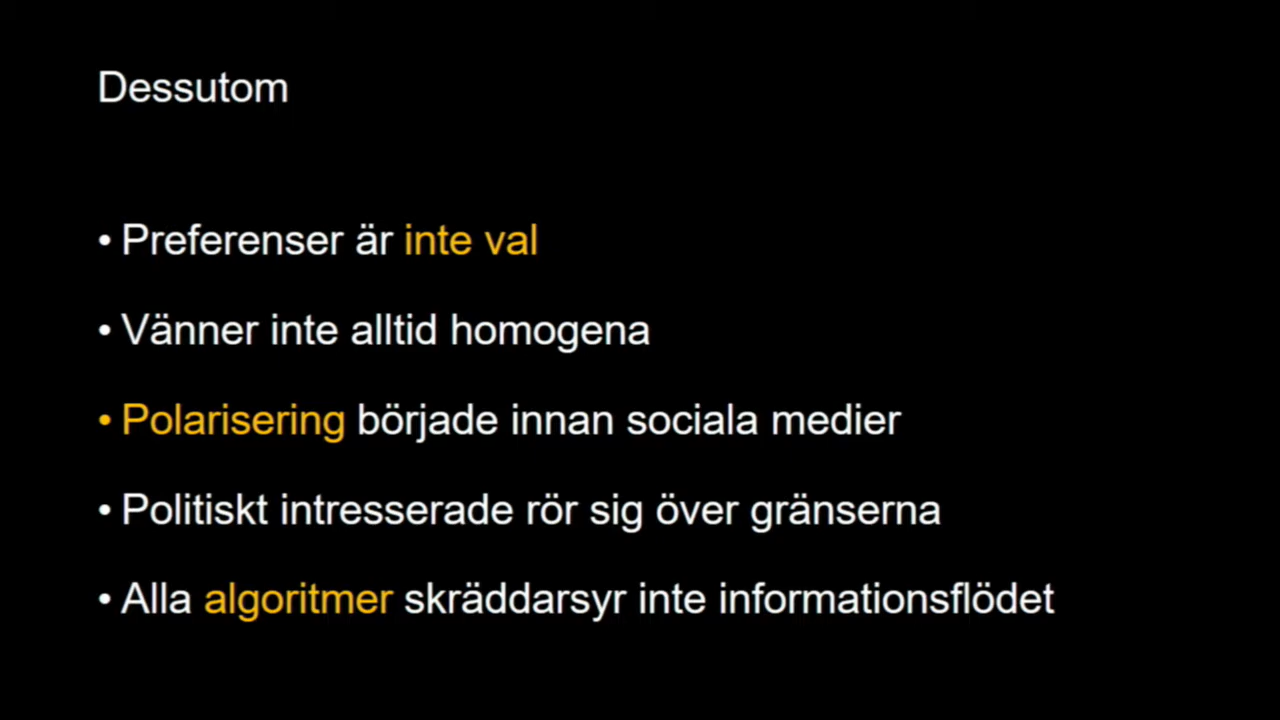 Dessutom
• Preferenser är inte val
• Vänner inte alltid homogena
• Polarisering började innan sociala medier
• Politiskt intresserade rör sig över gränserna
• Alla algoritmer skräddarsyr inte informationsflödet